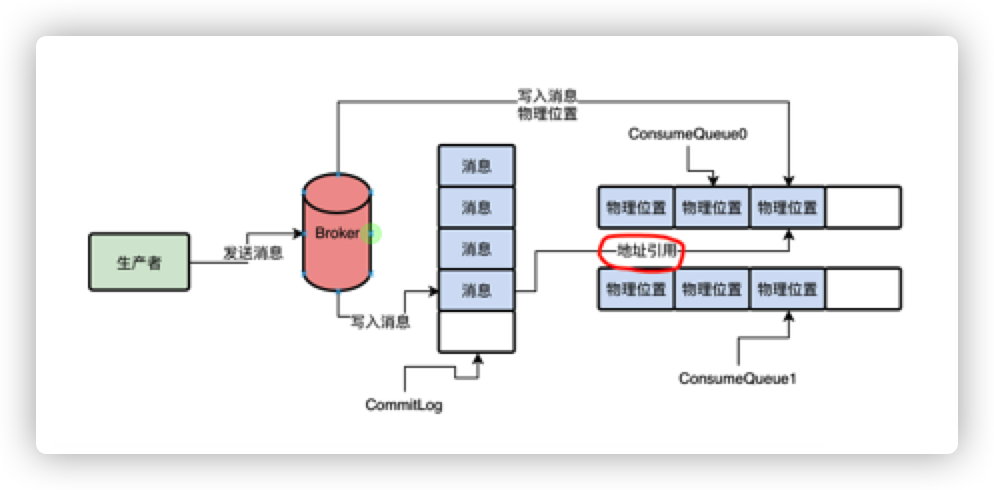 写入消息
物理位置
ConsumeQueue0
消息
消息
物理位置 物理位置 物理位置
Broker
生产者
发送消息
消息
地址引用
消息
物理位置 物理位置 物理位置
写入消息
ConsumeQueue1
CommitLog